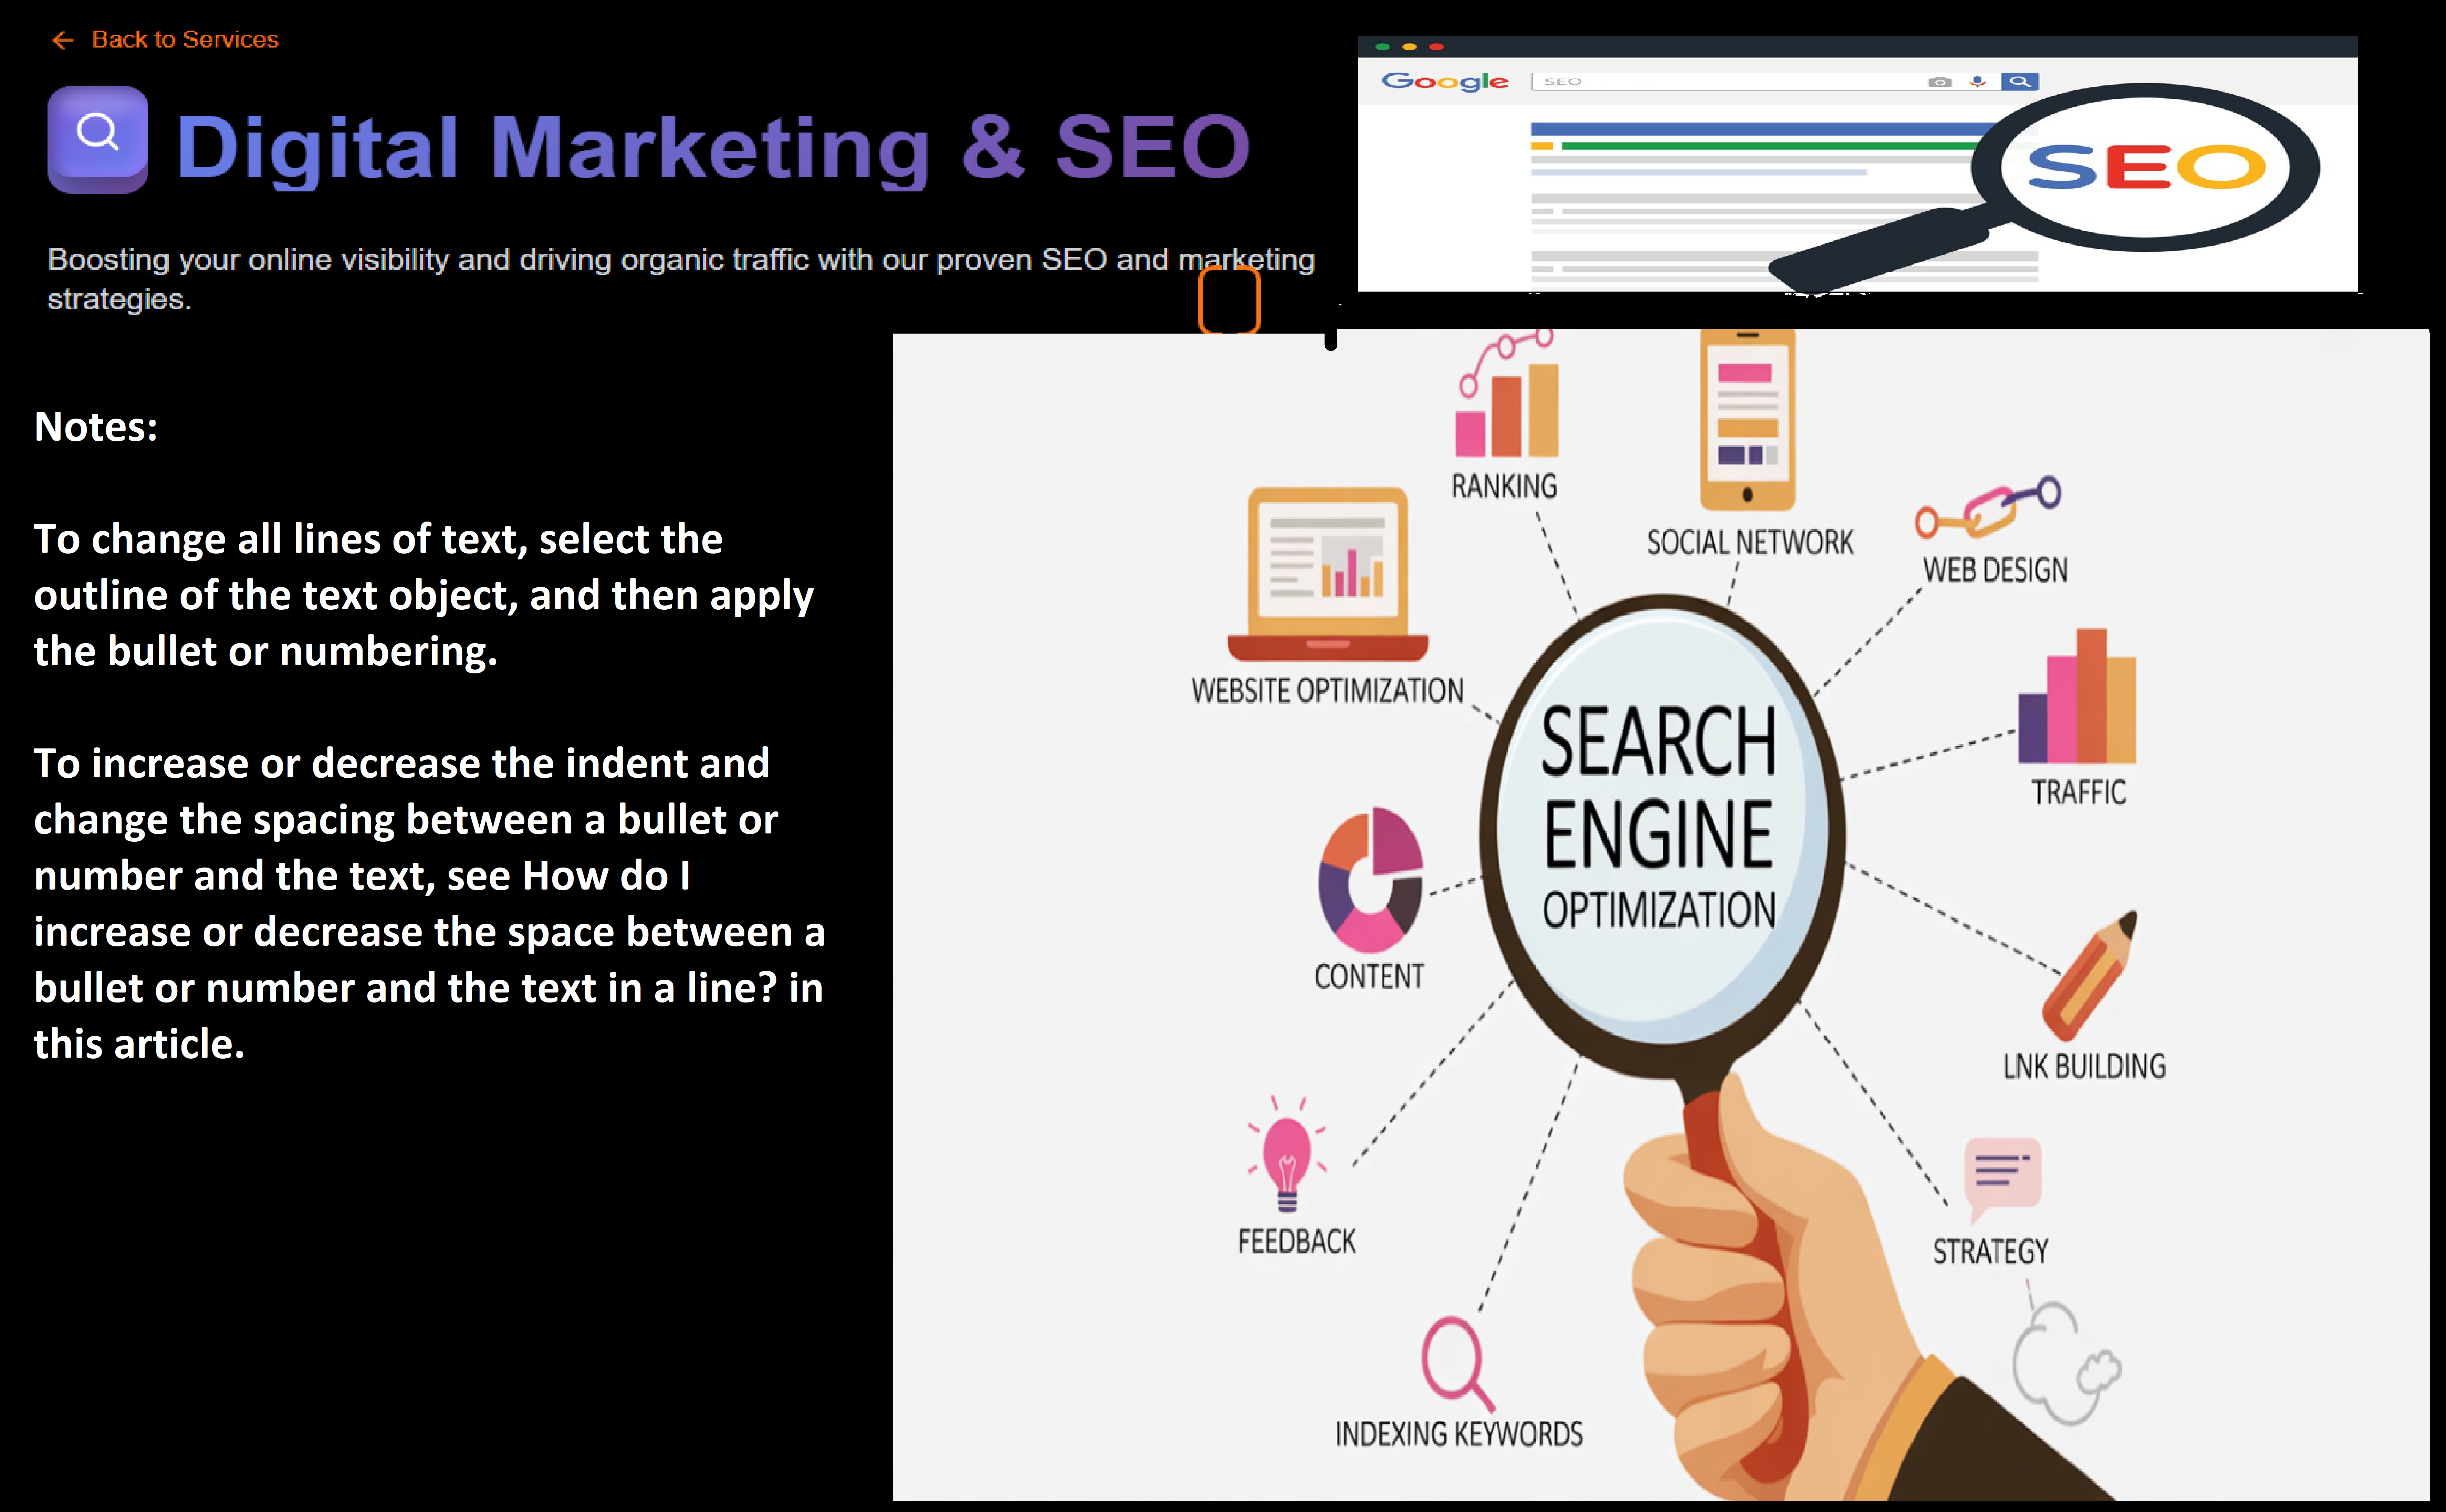 Back to Services
Digital Marketing & SEO
Boosting your online visibility and driving organic traffic with our proven SEO and marketing
strategies.
Google
SEO
SEO
Notes:
To change all lines of text, select the
outline of the text object, and then apply
the bullet or numbering.
To increase or decrease the indent and
change the spacing between a bullet or
number and the text, see How do I
increase or decrease the space between a
bullet or number and the text in a line? in
this article.
RANKING
SOCIAL NETWORK
WEB DESIGN
WEBSITE OPTIMIZATION
TRAFFIC
SEARCH
ENGINE
OPTIMIZATION
CONTENT
LNK BUILDING
FEEDBACK
STRATEGY
INDEXING KEYWORDS